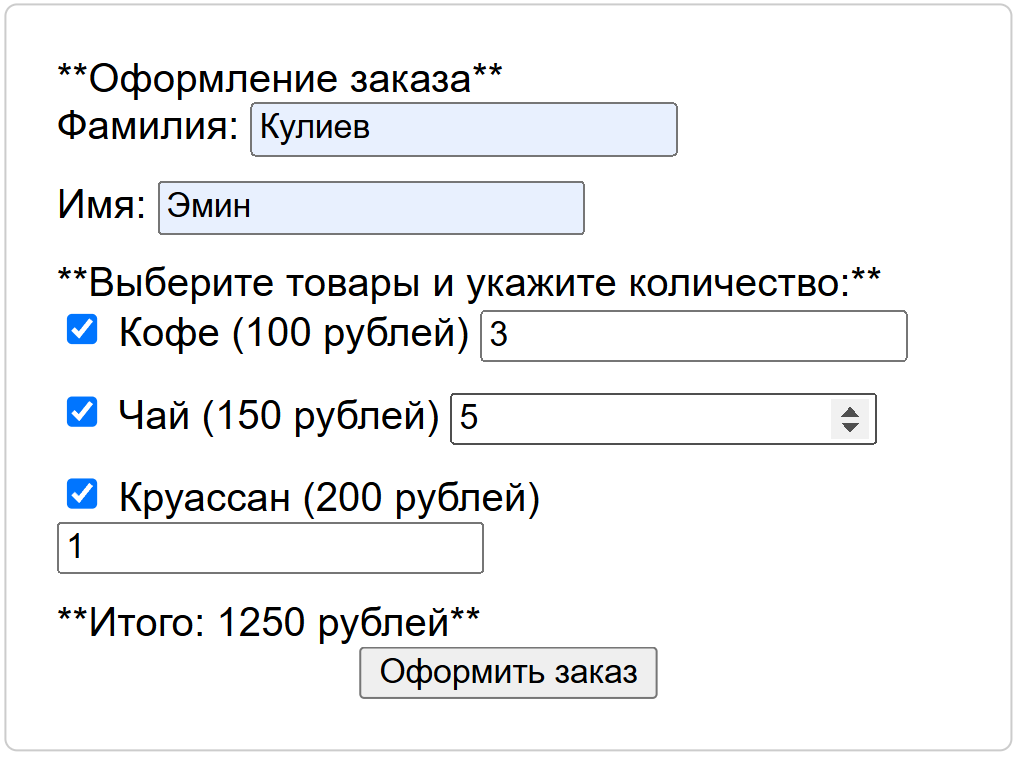 **Оформление заказа**
Фамилия: Кулиев
Имя: Эмин
**Выберите товары и укажите количество:**
Кофе (100 рублей) 3
Чай (150 рублей) 5
Круассан (200 рублей)
1
**Итого: 1250 рублей**
Оформить заказ